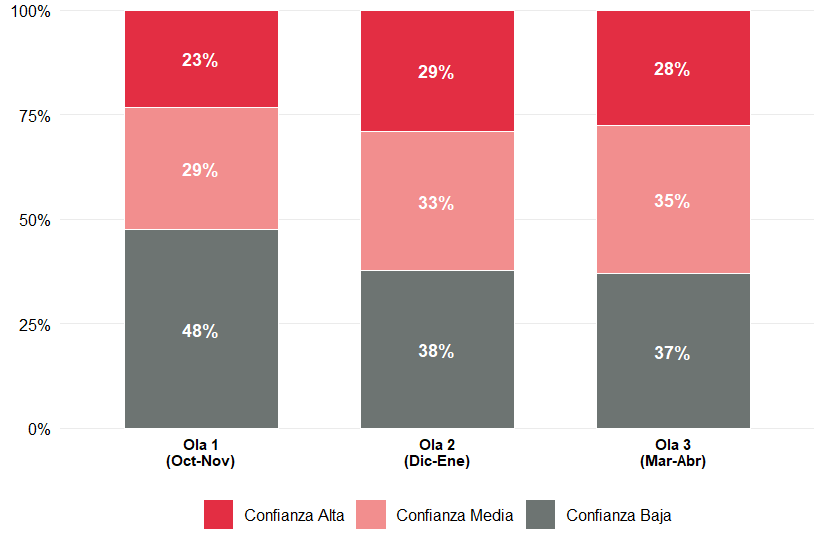 100%
75%
50%
25%
0%
23%
29%
48%
29%
33%
38%
28%
35%
37%
Ola 1
(Oct-Nov)
Ola 2
(Dic-Ene)
Ola 3
(Mar-Abr)
Confianza Alta
Confianza Media
Confianza Baja